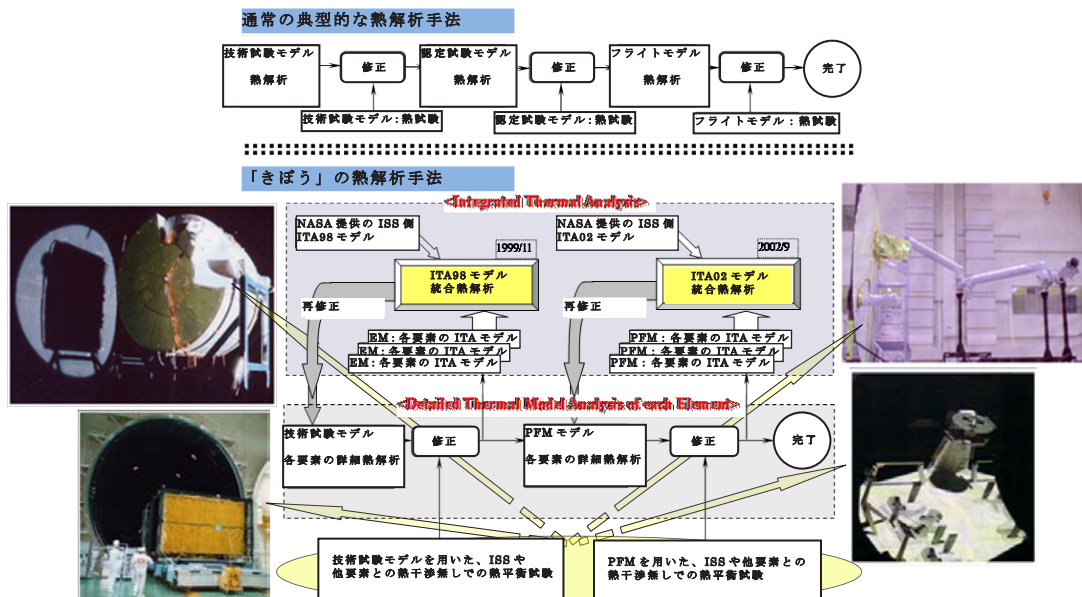 通常の典型的な熱解析手法
技術試験モデル
熱解析
修正
認定試験モデル
熱解析
修正
フライトモデル
熱解析
修正
完了
技術試験モデル:熱試験
認定試験モデル:熱試験
フライトモデル：熱試験
「きぼう」の熱解析手法
<Integrated Thermal Analysis>
NASA 提供の ISS 側
ITA98 モデル
1999/11
ITA98 モデル
統合熱解析
再修正
EM: 各要素の ITA モデル
EM: 各要素の ITA モデル
EM: 各要素の ITA モデル
NASA 提供の ISS 側
ITA02 モデル
2002/9
ITA02 モデル
統合熱解析
再修正
PFM: 各要素の ITA モデル
PFM: 各要素の ITA モデル
PFM: 各要素の ITA モデル
<Detailed Thermal Model Analysis of each Element>
技術試験モデル
各要素の詳細熱解析
修正
PFM モデル
各要素の詳細熱解析
修正
完了
技術試験モデルを用いた、ISS や
他要素との熱干渉無しでの熱平衡試験
PFM を用いた、ISS や他要素との
熱干渉無しでの熱平衡試験